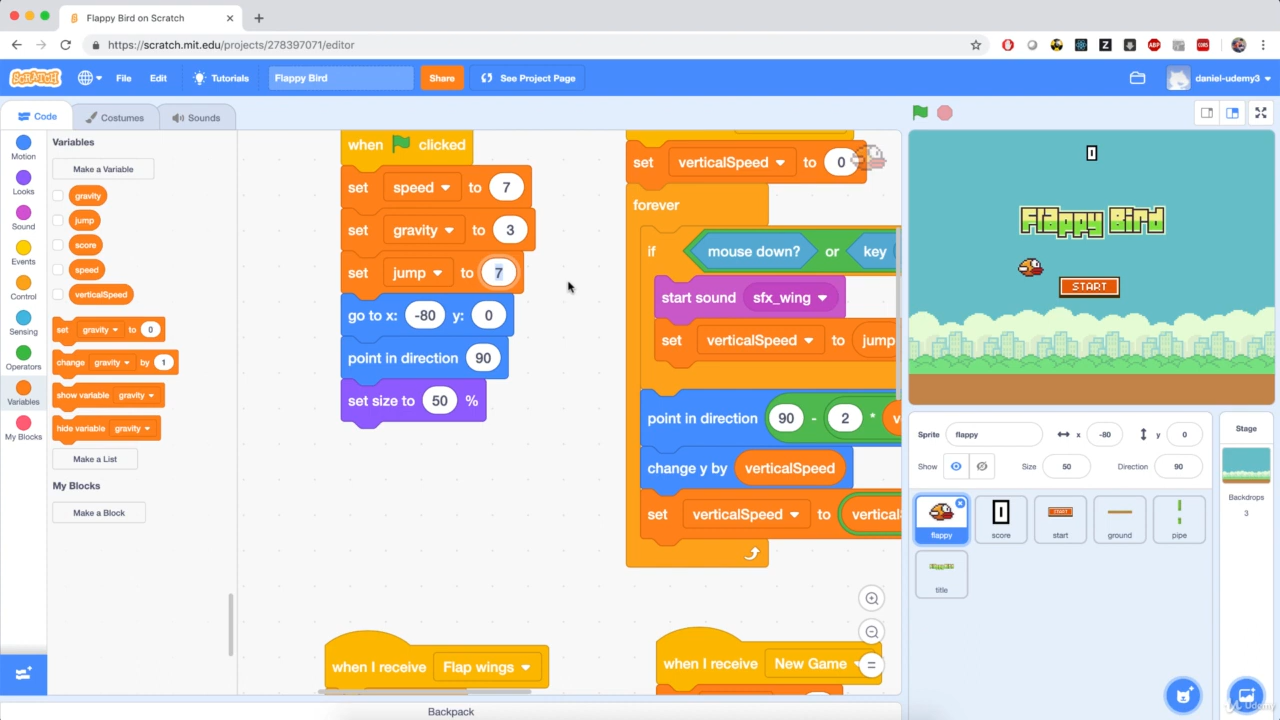 Flappy Bird on Scratch
https://scratch.mit.edu/projects/278397071/editor
Z
ABP
CORS
SCRATCH
File
Edit
Tutorials
Flappy Bird
Share
See Project Page
daniel-udemy3
Code
Costumes
Sounds
Motion
Looks
Sound
Events
Control
Sensing
Operators
Variables
My Blocks
Variables
Make a Variable
gravity
jump
score
speed
verticalSpeed
set gravity to 0
change gravity by 1
show variable gravity
hide variable gravity
Make a List
My Blocks
Make a Block
when clicked
set speed to 7
set gravity to 3
set jump to 7
go to x: -80 y: 0
point in direction 90
set size to 50 %
set verticalSpeed to 0
forever
if mouse down? or key
start sound sfx_wing
set verticalSpeed to jump
point in direction 90 - 2 *
change y by verticalSpeed
set verticalSpeed to vertical
when I receive Flap wings
when I receive New Game
Backpack
0
Flappy Bird
START
Sprite flappy x -80 y 0
Show Size 50 Direction 90
flappy
score
START
start
ground
pipe
title
Stage
Backdrops
3
Udemy